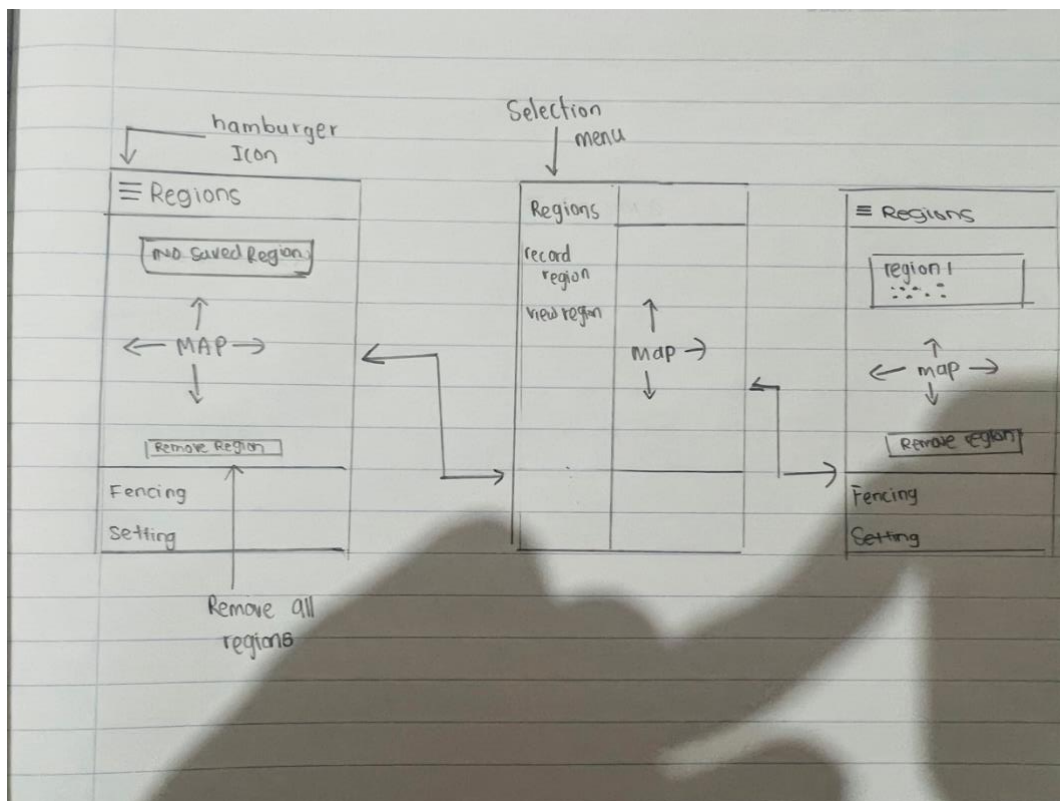 hamburger
Icon
Regions
No Saved Region
MAP
Remove Region
Fencing
Setting
Remove all
regions
Selection
menu
Regions
record
region
view region
map
Regions
region 1
map
Remove region
Fencing
Setting